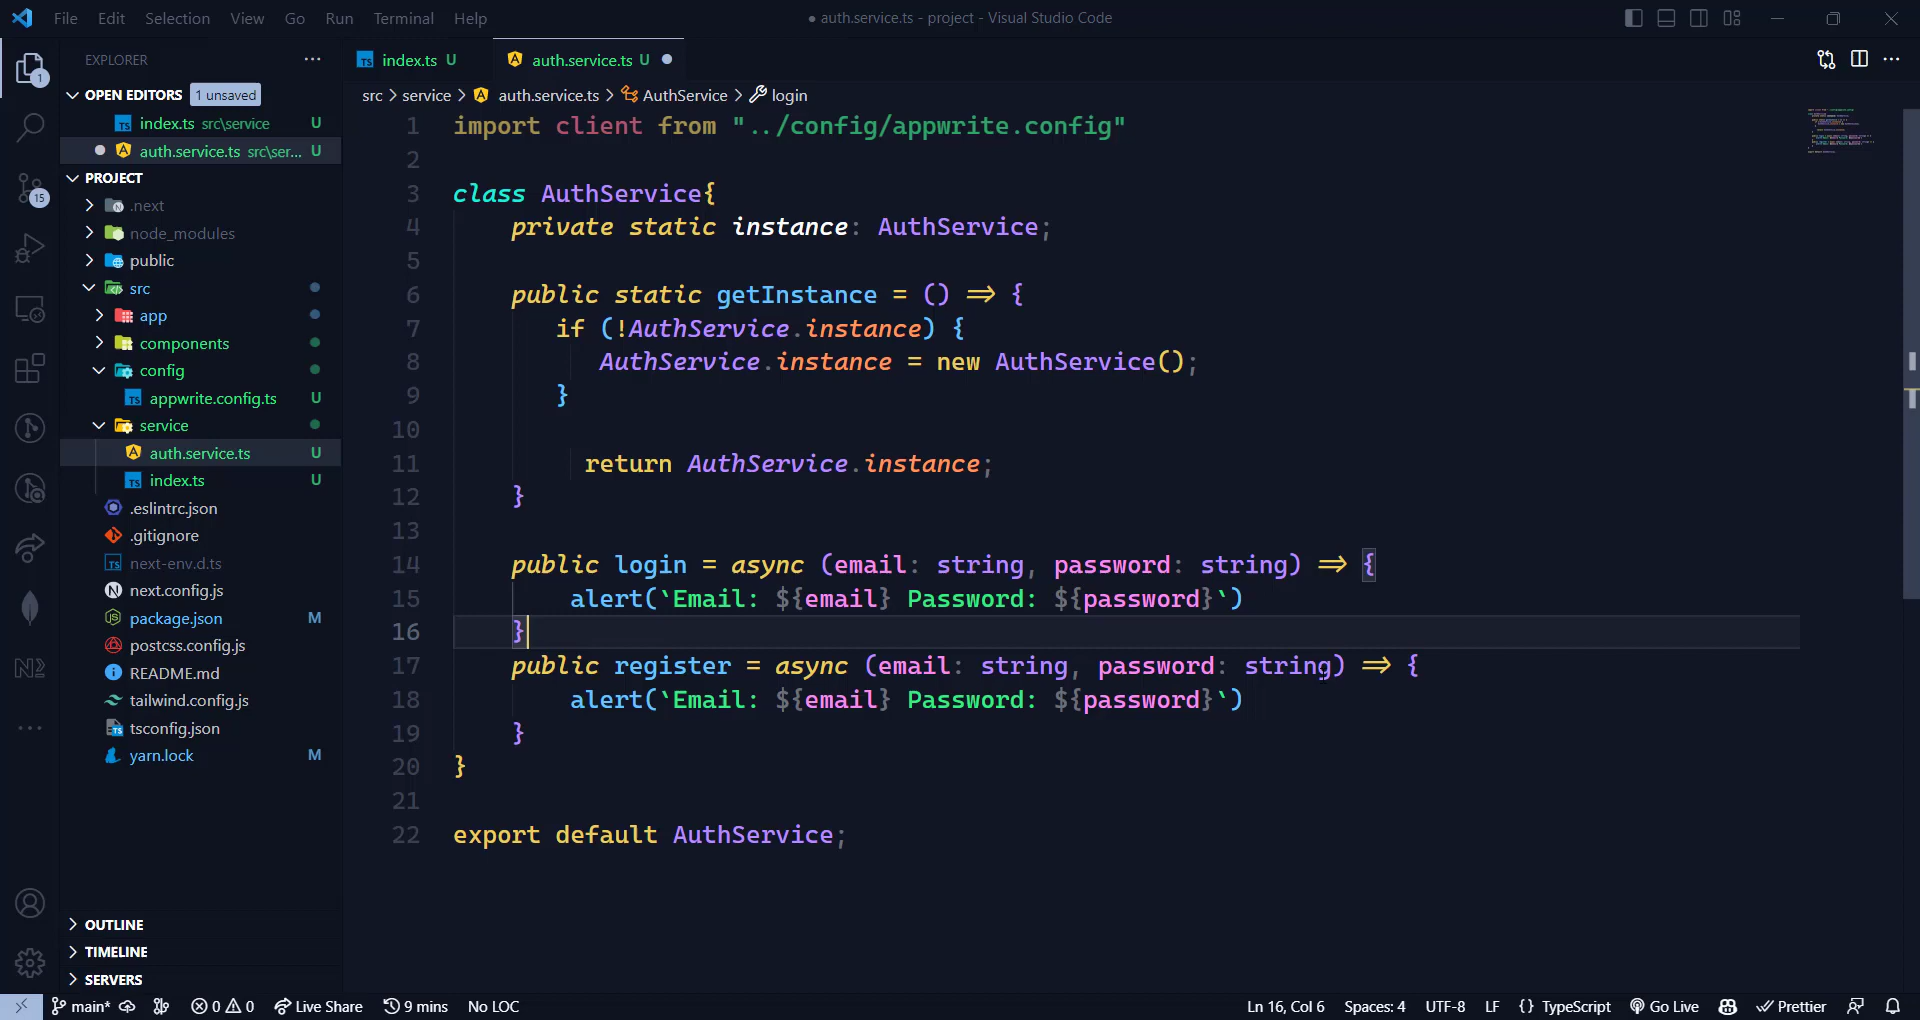 File Edit Selection View Go Run Terminal Help
● auth.service.ts - project - Visual Studio Code
EXPLORER
index.ts U
auth.service.ts U
OPEN EDITORS 1 unsaved
index.ts src\service U
auth.service.ts src\ser... U
PROJECT
.next
node_modules
public
src
app
components
config
appwrite.config.ts U
service
auth.service.ts U
index.ts U
.eslintrc.json
.gitignore
next-env.d.ts
next.config.js
package.json M
postcss.config.js
README.md
tailwind.config.js
tsconfig.json
yarn.lock M
OUTLINE
TIMELINE
SERVERS
1
15
src > service > auth.service.ts > AuthService > login
1 import client from "../config/appwrite.config"
2
3 class AuthService{
4 private static instance: AuthService;
5
6 public static getInstance = () => {
7 if (!AuthService.instance) {
8 AuthService.instance = new AuthService();
9 }
10
11 return AuthService.instance;
12 }
13
14 public login = async (email: string, password: string) => {
15 alert(`Email: ${email} Password: ${password}`)
16 }
17 public register = async (email: string, password: string) => {
18 alert(`Email: ${email} Password: ${password}`)
19 }
20 }
21
22 export default AuthService;
main* 0 0 Live Share 9 mins No LOC
Ln 16, Col 6 Spaces: 4 UTF-8 LF {} TypeScript Go Live Prettier